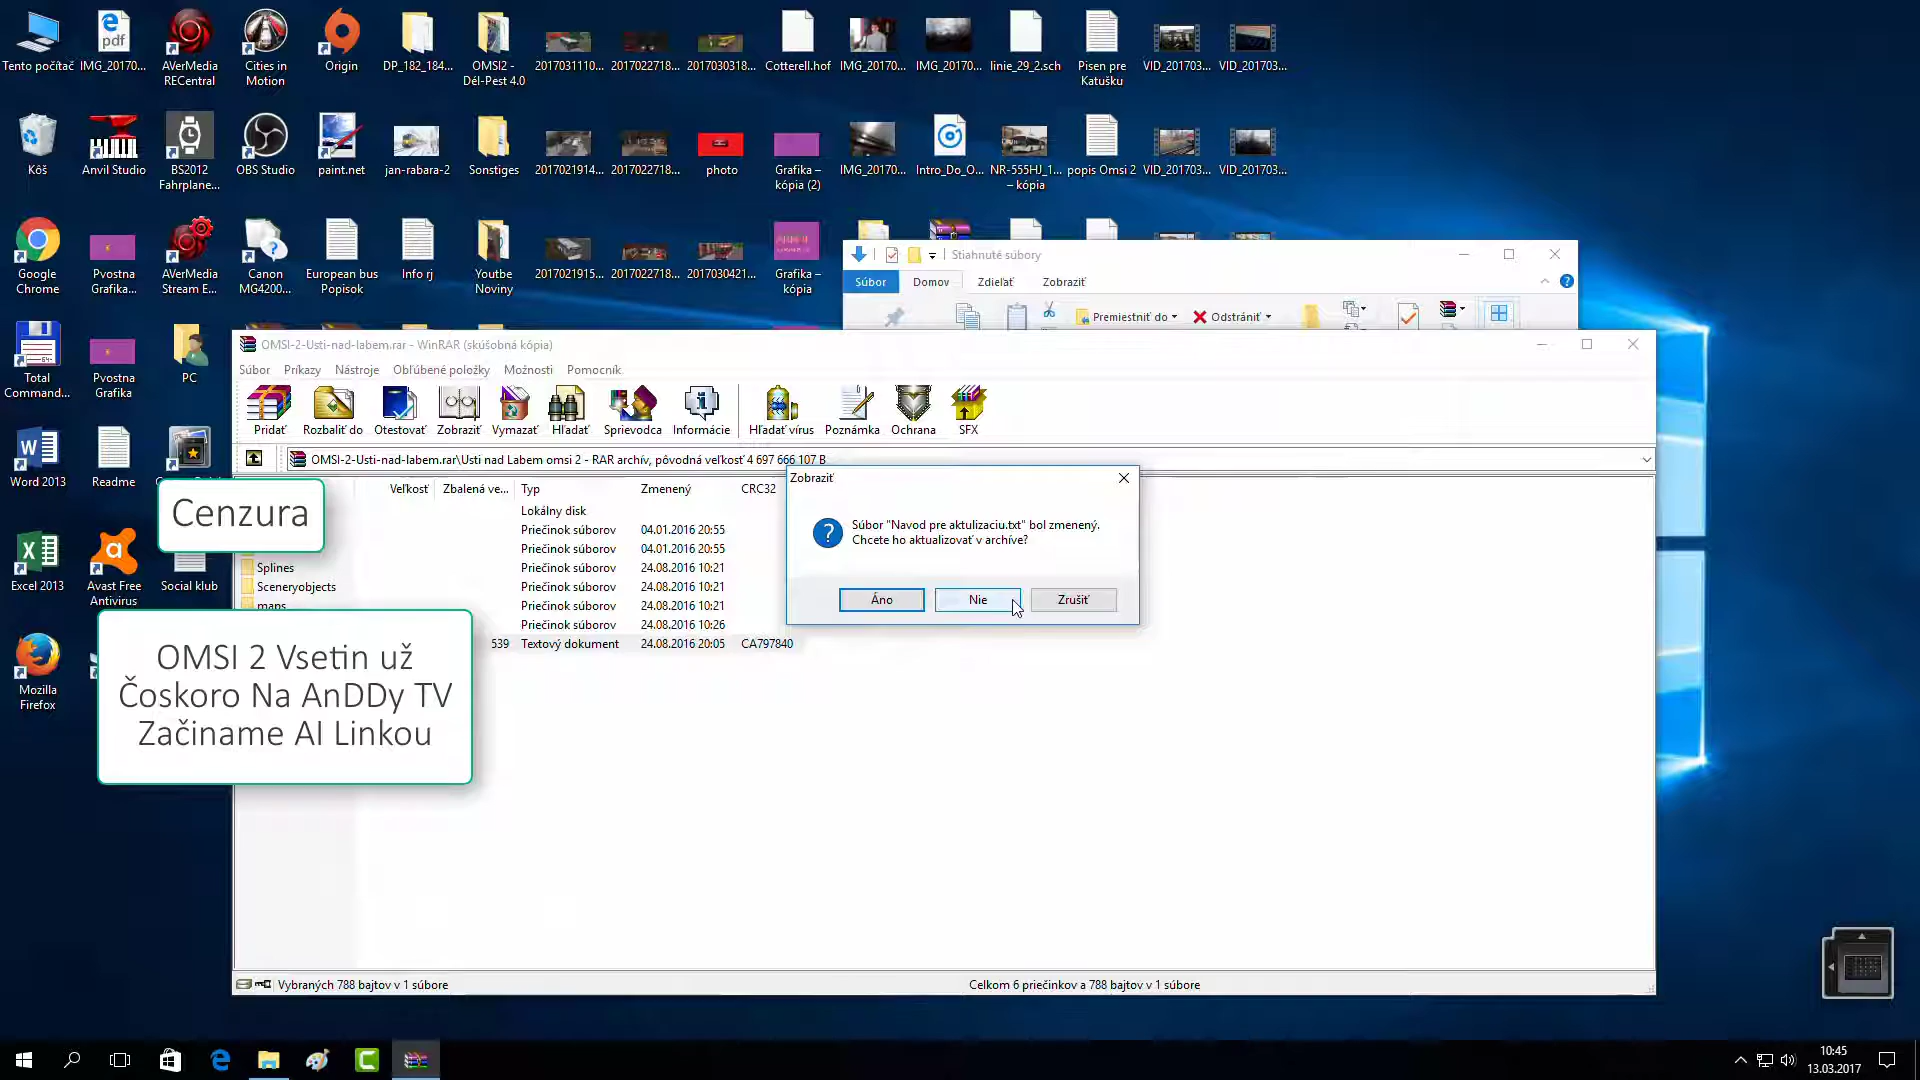 Tento počítač
IMG_20170...
AVerMedia
RECentral
Cities in
Motion
Origin
DP_182_184...
OMSI2 -
Dél-Pest 4.0
2017031110...
2017022718...
2017030318...
Cotterell.hof
IMG_20170...
IMG_20170...
linie_29_2.sch
Pisen pre
Katušku
VID_201703...
VID_201703...
Kôš
Anvil Studio
BS2012
Fahrplane...
OBS Studio
paint.net
jan-rabara-2
Sonstiges
2017021914...
2017022718...
photo
Grafika –
kópia (2)
IMG_20170...
Intro_Do_O...
NR-555HJ_1...
– kópia
popis Omsi 2
VID_201703...
VID_201703...
Google
Chrome
Pvostna
Grafika...
AVerMedia
Stream E...
Canon
MG4200...
European bus
Popisok
Info rj
Youtbe
Noviny
2017021915...
2017022718...
2017030421...
Grafika –
kópia
Stiahnuté súbory
Súbor
Domov
Zdieľať
Zobraziť
Premiestniť do
Odstrániť
Total
Command...
Pvostna
Grafika
PC
OMSI-2-Usti-nad-labem.rar - WinRAR (skúšobná kópia)
Súbor
Príkazy
Nástroje
Obľúbené položky
Možnosti
Pomocník
Pridať
Rozbaliť do
Otestovať
Zobraziť
Vymazať
Hľadať
Sprievodca
Informácie
Hľadať vírus
Poznámka
Ochrana
SFX
OMSI-2-Usti-nad-labem.rar\Usti nad Labem omsi 2 - RAR archív, pôvodná veľkosť 4 697 666 107 B
Word 2013
Readme
Veľkosť
Zbalená ve...
Typ
Zmenený
CRC32
Lokálny disk
Priečinok súborov 04.01.2016 20:55
Priečinok súborov 04.01.2016 20:55
Splines Priečinok súborov 24.08.2016 10:21
Sceneryobjects Priečinok súborov 24.08.2016 10:21
maps Priečinok súborov 24.08.2016 10:21
Priečinok súborov 24.08.2016 10:26
539 Textový dokument 24.08.2016 20:05 CA797840
Cenzura
Zobraziť
Súbor "Navod pre aktulizaciu.txt" bol zmenený.
Chcete ho aktualizovať v archíve?
Áno
Nie
Zrušiť
Excel 2013
Avast Free
Antivirus
Social klub
OMSI 2 Vsetin už
Čoskoro Na AnDDy TV
Začiname AI Linkou
Mozilla
Firefox
Vybraných 788 bajtov v 1 súbore
Celkom 6 priečinkov a 788 bajtov v 1 súbore
10:45
13.03.2017